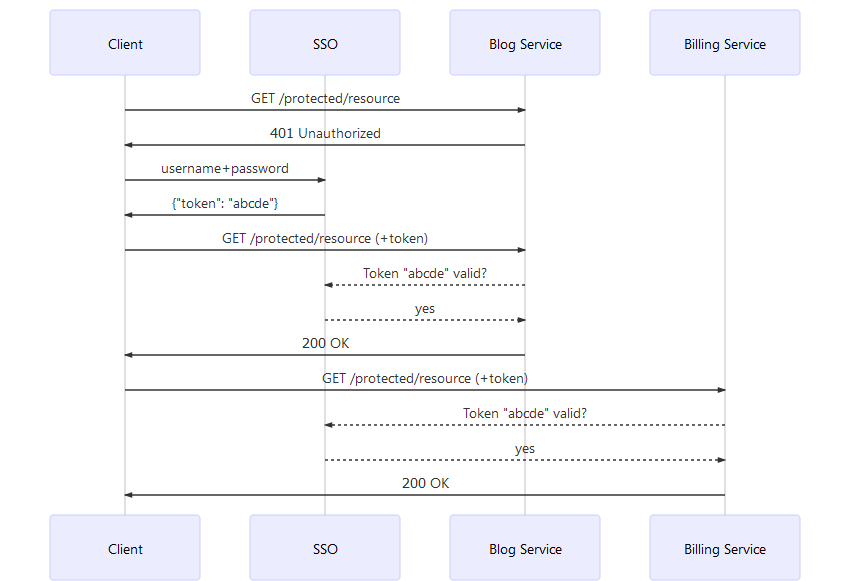 Client
SSO
Blog Service
Billing Service
GET /protected/resource
401 Unauthorized
username+password
{"token": "abcde"}
GET /protected/resource (+token)
Token "abcde" valid?
yes
200 OK
GET /protected/resource (+token)
Token "abcde" valid?
yes
200 OK
Client
SSO
Blog Service
Billing Service